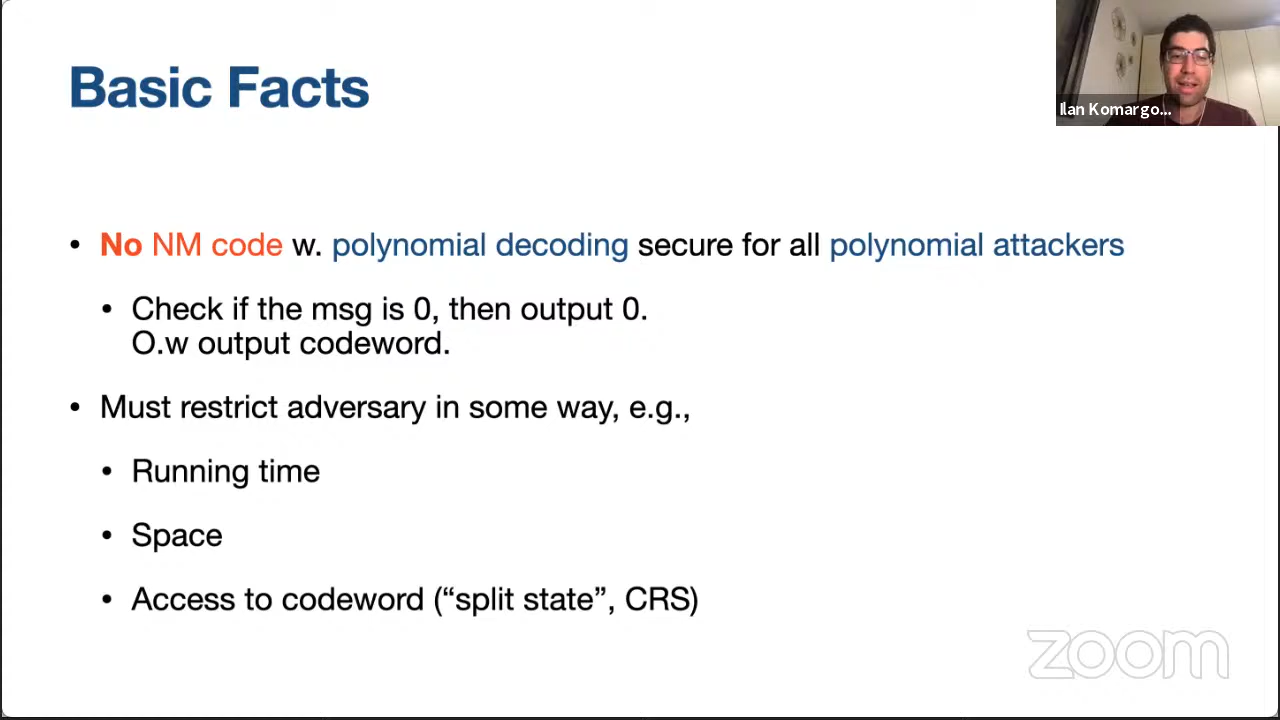 Basic Facts
Ilan Komargo...
• No NM code w. polynomial decoding secure for all polynomial attackers
• Check if the msg is 0, then output 0.
O.w output codeword.
• Must restrict adversary in some way, e.g.,
• Running time
• Space
• Access to codeword (“split state”, CRS)
zoom